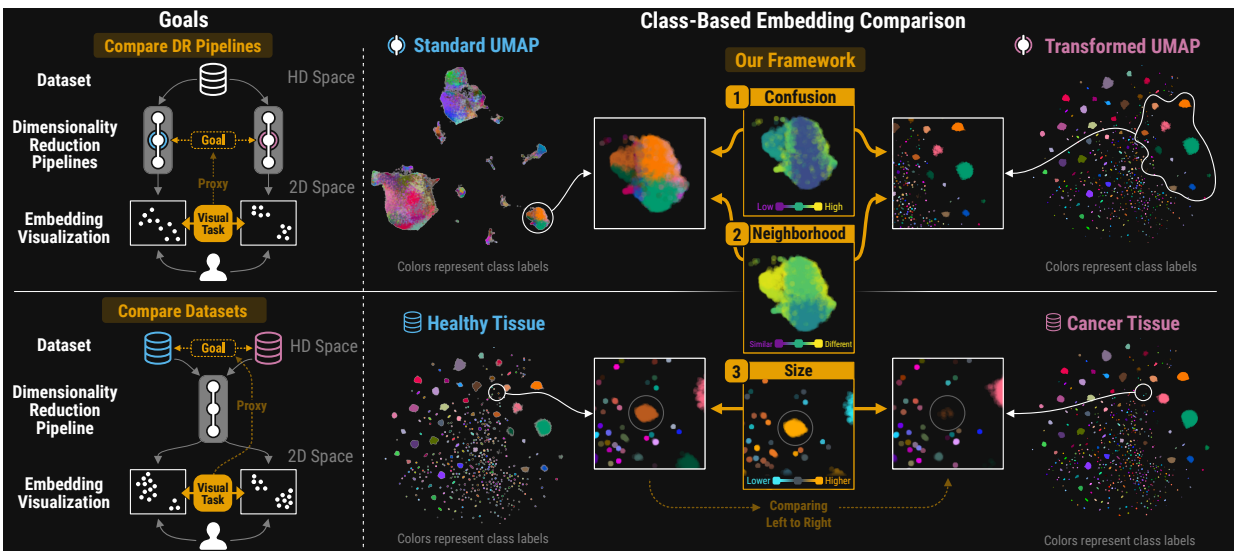 Goals
Class-Based Embedding Comparison
Compare DR Pipelines
Dataset
HD Space
Dimensionality
Reduction
Pipelines
Goal
Proxy
2D Space
Embedding
Visualization
Visual
Task
Standard UMAP
Our Framework
Transformed UMAP
1 Confusion
Low
High
2 Neighborhood
Similar
Different
Colors represent class labels
Colors represent class labels
Compare Datasets
Dataset
Goal
HD Space
Dimensionality
Reduction
Pipeline
Proxy
2D Space
Embedding
Visualization
Visual
Task
Healthy Tissue
Cancer Tissue
3 Size
Lower
Higher
Comparing
Left to Right
Colors represent class labels
Colors represent class labels